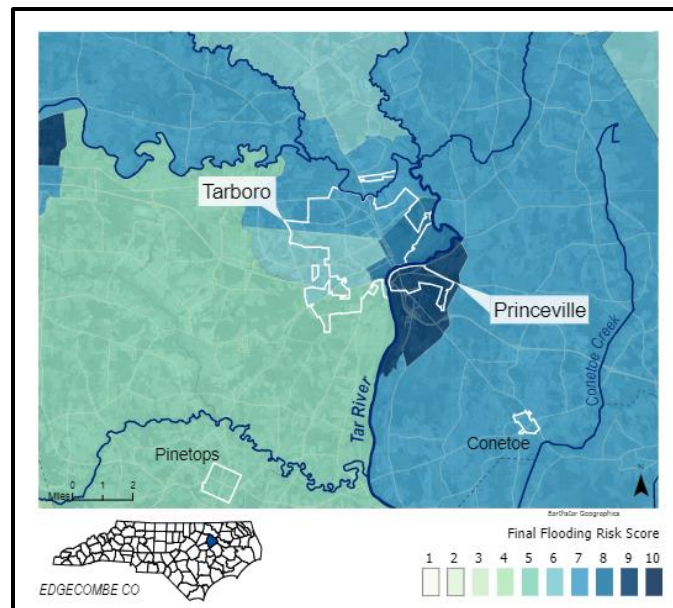 Tarboro
Princeville
Conetoe Creek
Tar River
Conetoe
Pinetops
0 1 2
Miles
N
Earthstar Geographics
Final Flooding Risk Score
1 2 3 4 5 6 7 8 9 10
EDGECOMBE CO